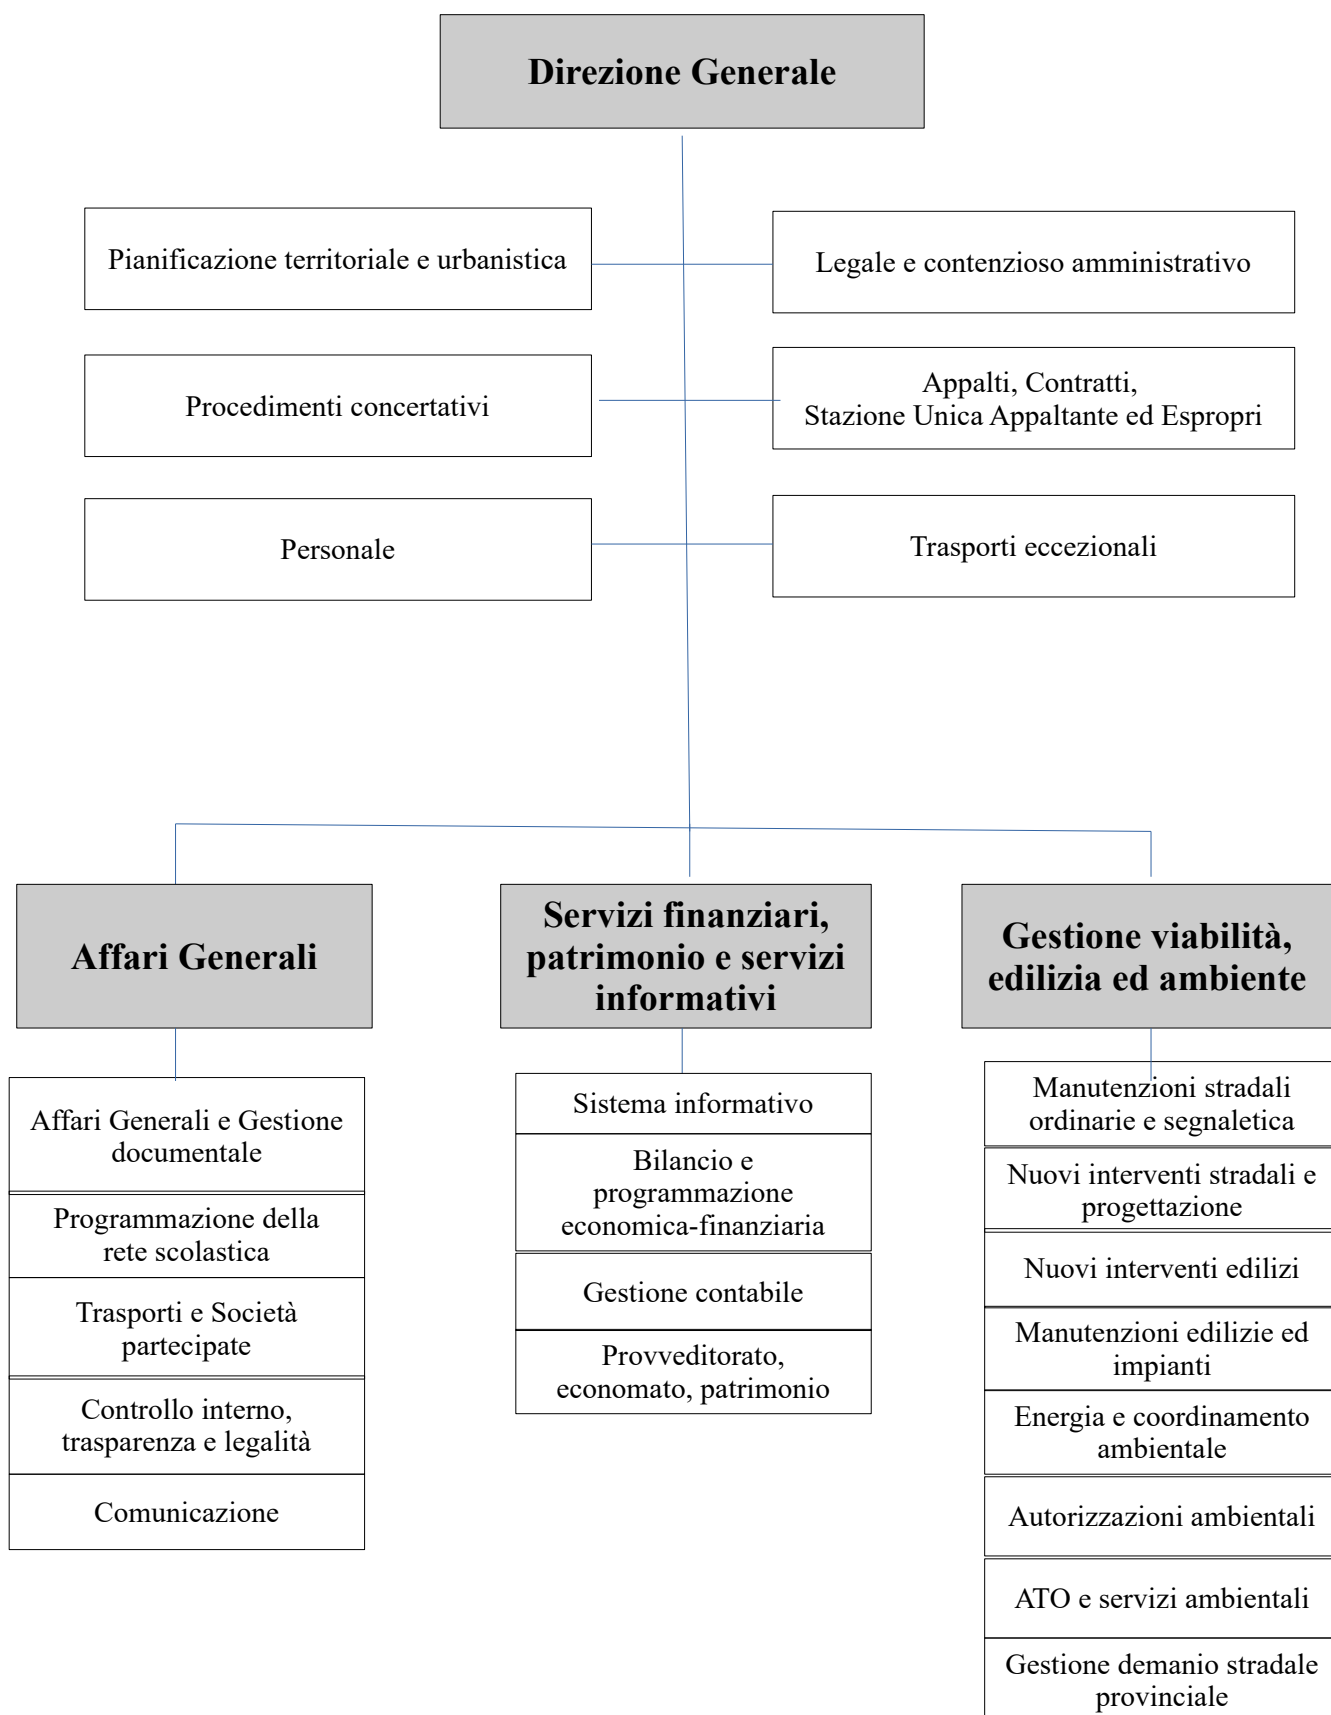 Direzione Generale
Pianificazione territoriale e urbanistica
Legale e contenzioso amministrativo
Procedimenti concertativi
Appalti, Contratti,
Stazione Unica Appaltante ed Espropri
Personale
Trasporti eccezionali
Affari Generali
Servizi finanziari,
patrimonio e servizi
informativi
Gestione viabilità,
edilizia ed ambiente
Affari Generali e Gestione
documentale
Programmazione della
rete scolastica
Trasporti e Società
partecipate
Controllo interno,
trasparenza e legalità
Comunicazione
Sistema informativo
Bilancio e
programmazione
economica-finanziaria
Gestione contabile
Provveditorato,
economato, patrimonio
Manutenzioni stradali
ordinarie e segnaletica
Nuovi interventi stradali e
progettazione
Nuovi interventi edilizi
Manutenzioni edilizie ed
impianti
Energia e coordinamento
ambientale
Autorizzazioni ambientali
ATO e servizi ambientali
Gestione demanio stradale
provinciale